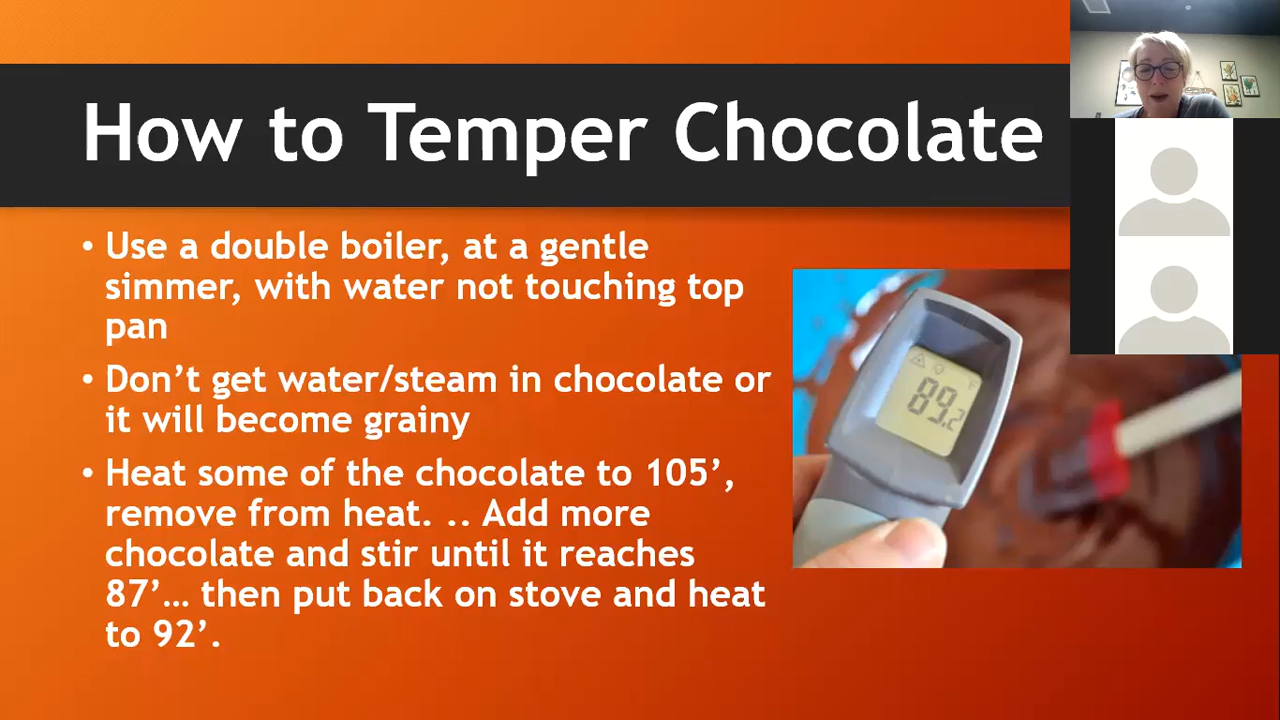 How to Temper Chocolate
• Use a double boiler, at a gentle
simmer, with water not touching top
pan
• Don’t get water/steam in chocolate or
it will become grainy
• Heat some of the chocolate to 105’,
remove from heat. .. Add more
chocolate and stir until it reaches
87’… then put back on stove and heat
to 92’.
F
89.2